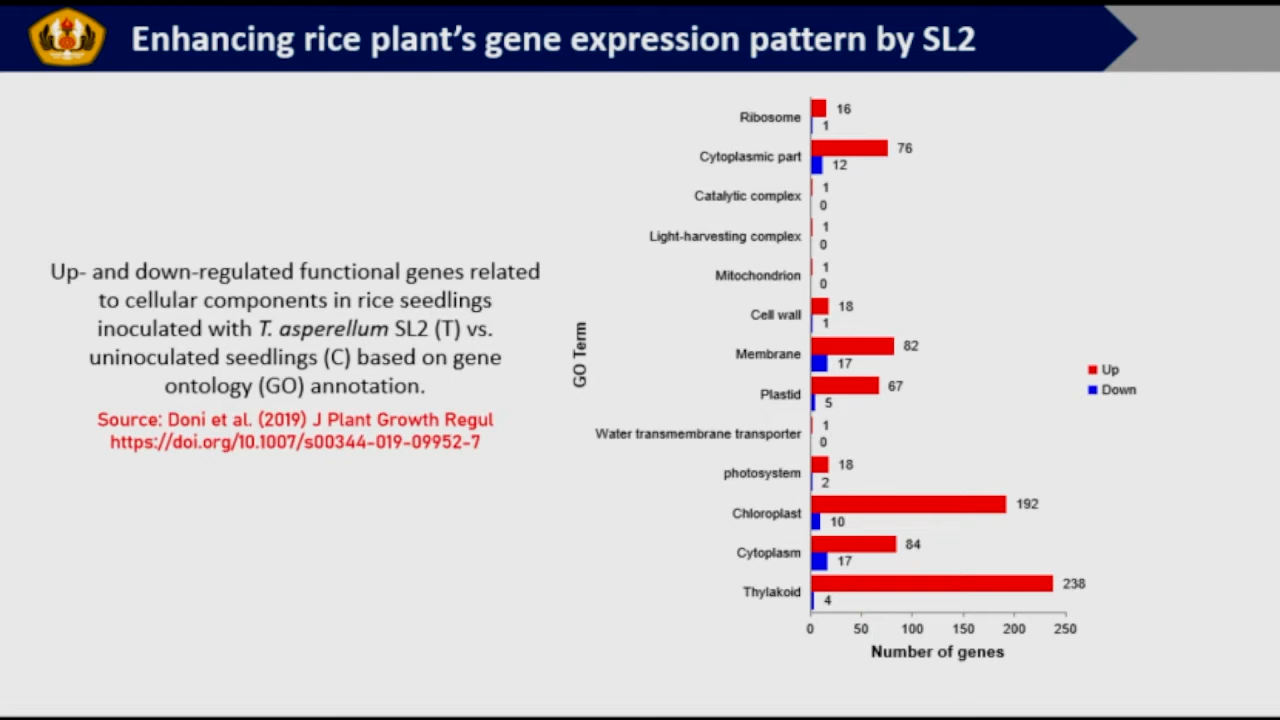 Enhancing rice plant's gene expression pattern by SL2
Up- and down-regulated functional genes related
to cellular components in rice seedlings
inoculated with T. asperellum SL2 (T) vs.
uninoculated seedlings (C) based on gene
ontology (GO) annotation.
Source: Doni et al. (2019) J Plant Growth Regul
https://doi.org/10.1007/s00344-019-09952-7
GO Term
Ribosome
16
1
Cytoplasmic part
76
12
Catalytic complex
1
0
Light-harvesting complex
1
0
Mitochondrion
1
0
Cell wall
18
1
Membrane
82
17
Plastid
67
5
Water transmembrane transporter
1
0
photosystem
18
2
Chloroplast
192
10
Cytoplasm
84
17
Thylakoid
238
4
0 50 100 150 200 250
Number of genes
Up
Down